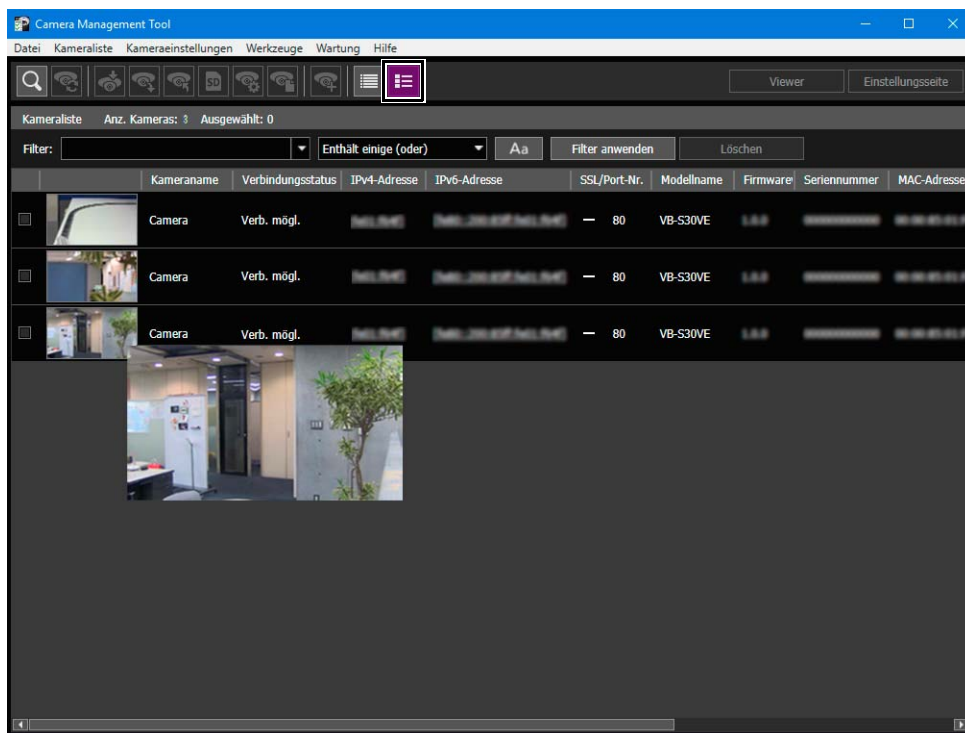 Camera Management Tool
Datei Kameraliste Kameraeinstellungen Werkzeuge Wartung Hilfe
SD Viewer Einstellungsseite
Kameraliste Anz. Kameras: 3 Ausgewählt: 0
Filter: Enthält einige (oder) Aa Filter anwenden Löschen
Kameraname Verbindungsstatus IPv4-Adresse IPv6-Adresse SSL/Port-Nr. Modellname Firmware Seriennummer MAC-Adresse
Camera Verb. mögl. — 80 VB-S30VE
Camera Verb. mögl. — 80 VB-S30VE
Camera Verb. mögl. — 80 VB-S30VE